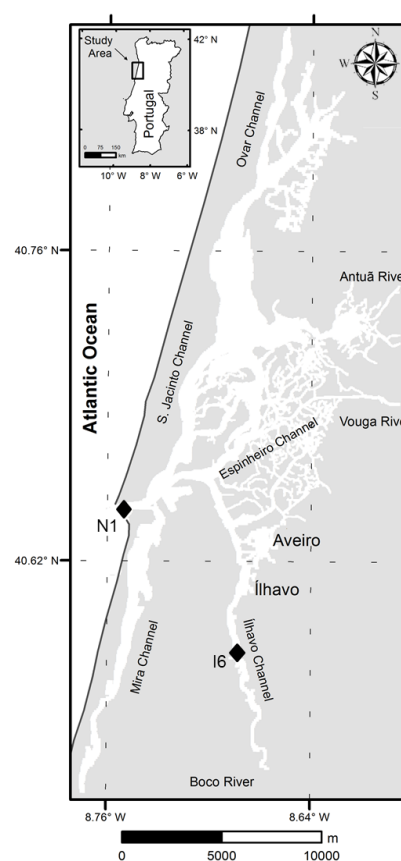 Study
Area
42° N
38° N
Portugal
0 75 150
km
10° W 8° W 6° W
N
W
S
Ovar Channel
40.76° N
Antuã Rive
Atlantic Ocean
S. Jacinto Channel
Vouga Rive
Espinheiro Channel
N1
Aveiro
40.62° N
Ílhavo
Ílhavo Channel
I6
Mira Channel
Boco River
8.76° W
8.64° W
m
0 5000 10000